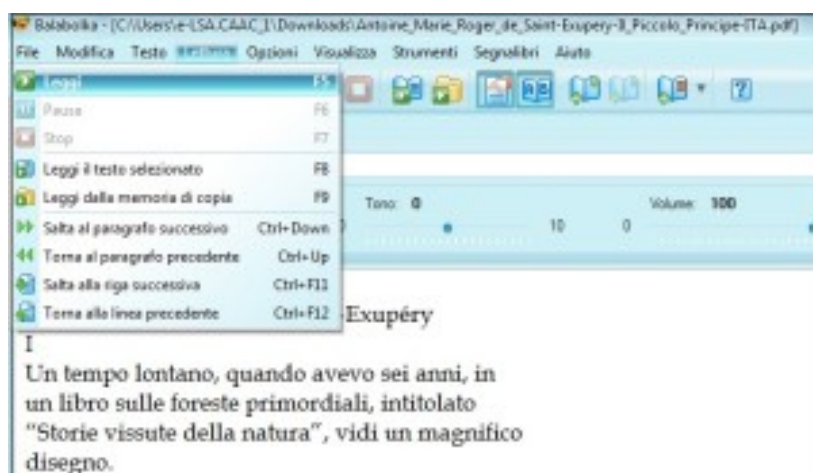 Balabolka - [C:\Users\e-LSA.CAAC_1\Downloads\Antoine_Marie_Roger_de_Saint-Exupery-Il_Piccolo_Principe-ITA.pdf]
File Modifica Testo Opzioni Visualizza Strumenti Segnalibri Aiuto
Leggi F5
Pausa F6
Stop F7
Leggi il testo selezionato F8
Leggi dalla memoria di copia F9
Tono: 0 Volume: 100
10 0
Salta al paragrafo successivo Ctrl+Down
Torna al paragrafo precedente Ctrl+Up
Salta alla riga successiva Ctrl+F11
Torna alla linea precedente Ctrl+F12
-Exupéry
I
Un tempo lontano, quando avevo sei anni, in
un libro sulle foreste primordiali, intitolato
“Storie vissute della natura”, vidi un magnifico
disegno.